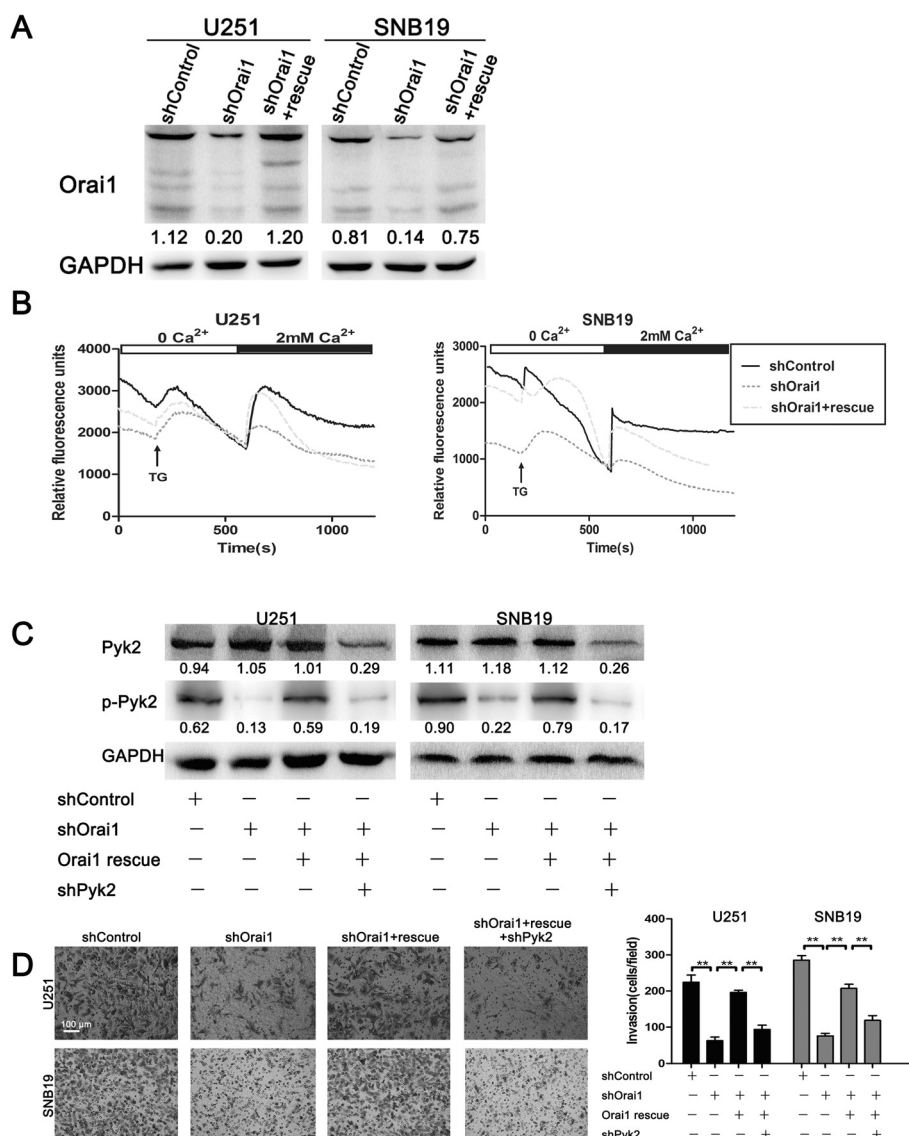 A
U251 SNB19
shControl shOrai1 shOrai1 +rescue shControl shOrai1 shOrai1 +rescue
Orai1
1.12 0.20 1.20 0.81 0.14 0.75
GAPDH
B
U251
0 Ca2+ 2mM Ca2+
Relative fluorescence units
4000
3000
2000
1000
0
TG
0 500 1000
Time(s)
SNB19
0 Ca2+ 2mM Ca2+
Relative fluorescence units
3000
2000
1000
0
TG
0 500 1000
Time(s)
shControl
shOrai1
shOrai1+rescue
C
U251 SNB19
Pyk2
0.94 1.05 1.01 0.29 1.11 1.18 1.12 0.26
p-Pyk2
0.62 0.13 0.59 0.19 0.90 0.22 0.79 0.17
GAPDH
shControl + − − − + − − −
shOrai1 − + + + − + + +
Orai1 rescue − − + + − − + +
shPyk2 − − − + − − − +
D
shControl shOrai1 shOrai1+rescue shOrai1+rescue +shPyk2
U251
100 µm
SNB19
U251 SNB19
Invasion(cells/field)
400
300
200
100
0
** ** ** ** ** **
shControl + − − − + − − −
shOrai1 − + + + − + + +
Orai1 rescue − − + + − − + +
shPyk2 − − − + − − − +